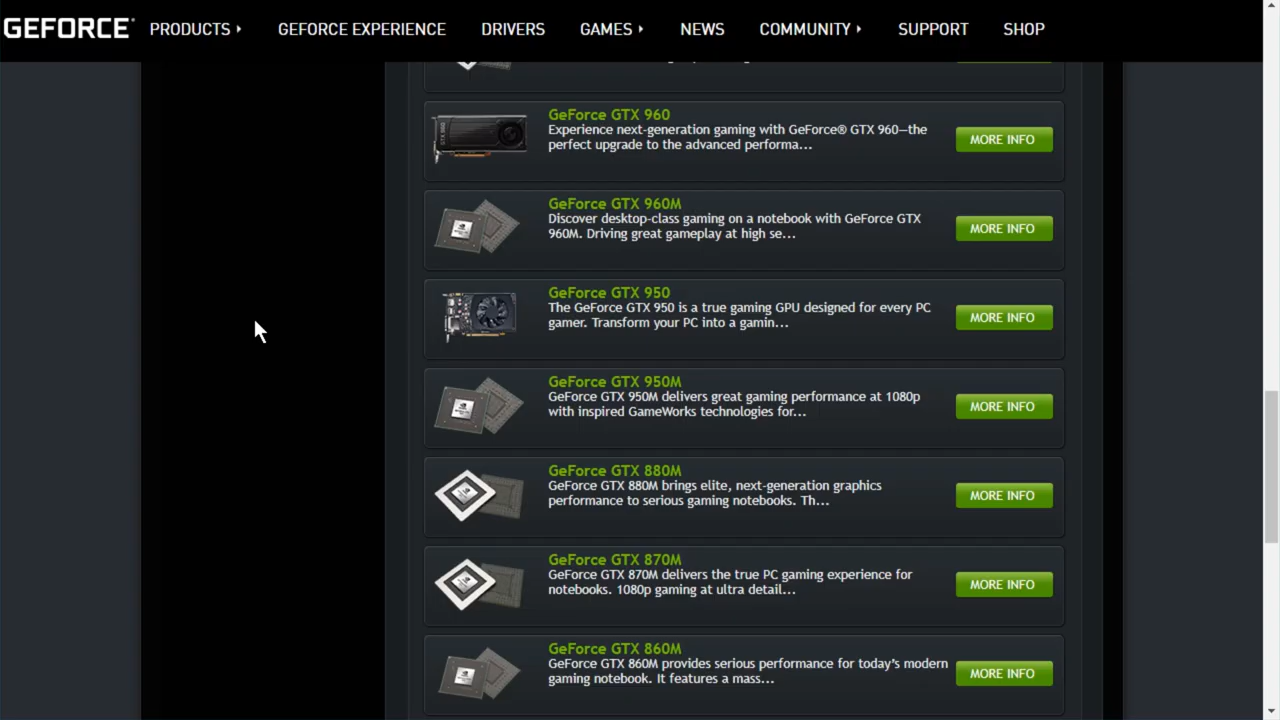 GEFORCE PRODUCTS GEFORCE EXPERIENCE DRIVERS GAMES NEWS COMMUNITY SUPPORT SHOP
GeForce GTX 960
Experience next-generation gaming with GeForce® GTX 960—the
perfect upgrade to the advanced performa...
MORE INFO
GeForce GTX 960M
Discover desktop-class gaming on a notebook with GeForce GTX
960M. Driving great gameplay at high se...
MORE INFO
GeForce GTX 950
The GeForce GTX 950 is a true gaming GPU designed for every PC
gamer. Transform your PC into a gamin...
MORE INFO
GeForce GTX 950M
GeForce GTX 950M delivers great gaming performance at 1080p
with inspired GameWorks technologies for...
MORE INFO
GeForce GTX 880M
GeForce GTX 880M brings elite, next-generation graphics
performance to serious gaming notebooks. Th...
MORE INFO
GeForce GTX 870M
GeForce GTX 870M delivers the true PC gaming experience for
notebooks. 1080p gaming at ultra detail...
MORE INFO
GeForce GTX 860M
GeForce GTX 860M provides serious performance for today's modern
gaming notebook. It features a mass...
MORE INFO